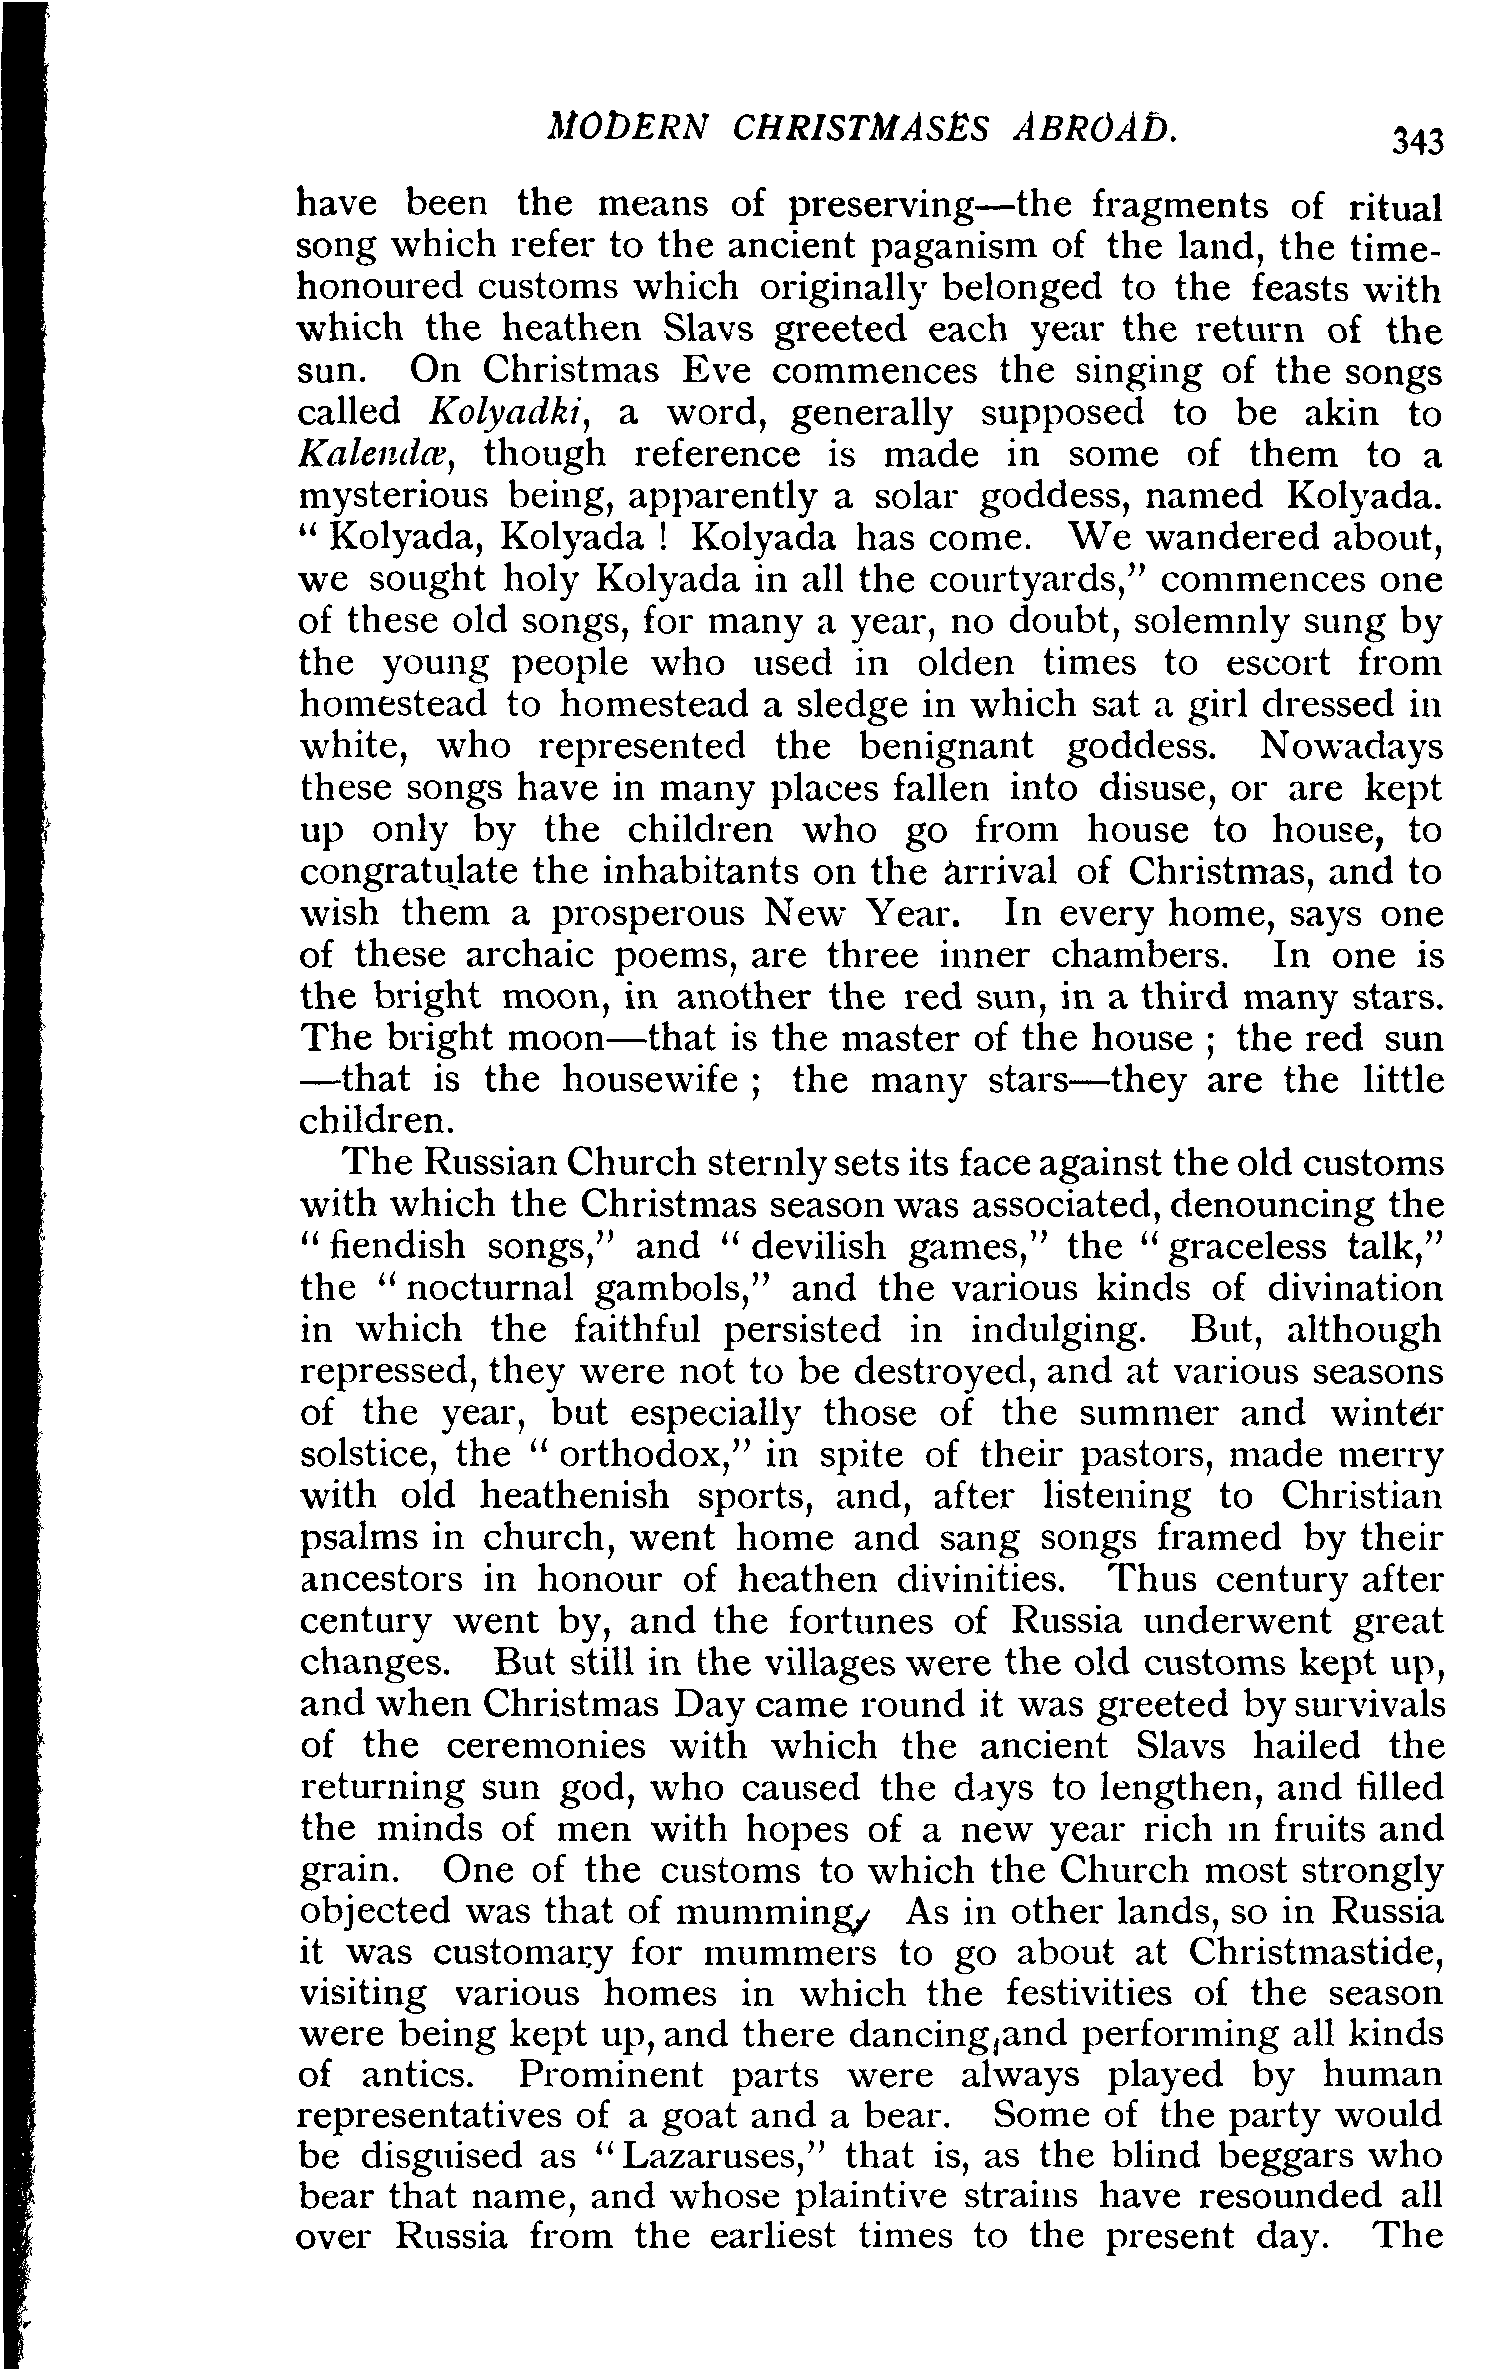 MODERN CHRISTMASES ABROAD. 343
have been the means of preserving—the fragments of ritual
song which refer to the ancient paganism of the land, the time-
honoured customs which originally belonged to the feasts with
which the heathen Slavs greeted each year the return of the
sun. On Christmas Eve commences the singing of the songs
called Kolyadki, a word, generally supposed to be akin to
Kalendæ, though reference is made in some of them to a
mysterious being, apparently a solar goddess, named Kolyada.
“ Kolyada, Kolyada ! Kolyada has come. We wandered about,
we sought holy Kolyada in all the courtyards,” commences one
of these old songs, for many a year, no doubt, solemnly sung by
the young people who used in olden times to escort from
homestead to homestead a sledge in which sat a girl dressed in
white, who represented the benignant goddess. Nowadays
these songs have in many places fallen into disuse, or are kept
up only by the children who go from house to house, to
congratulate the inhabitants on the arrival of Christmas, and to
wish them a prosperous New Year. In every home, says one
of these archaic poems, are three inner chambers. In one is
the bright moon, in another the red sun, in a third many stars.
The bright moon—that is the master of the house ; the red sun
—that is the housewife ; the many stars—they are the little
children.
The Russian Church sternly sets its face against the old customs
with which the Christmas season was associated, denouncing the
“ fiendish songs,” and “ devilish games,” the “ graceless talk,”
the “ nocturnal gambols,” and the various kinds of divination
in which the faithful persisted in indulging. But, although
repressed, they were not to be destroyed, and at various seasons
of the year, but especially those of the summer and winter
solstice, the “ orthodox,” in spite of their pastors, made merry
with old heathenish sports, and, after listening to Christian
psalms in church, went home and sang songs framed by their
ancestors in honour of heathen divinities. Thus century after
century went by, and the fortunes of Russia underwent great
changes. But still in the villages were the old customs kept up,
and when Christmas Day came round it was greeted by survivals
of the ceremonies with which the ancient Slavs hailed the
returning sun god, who caused the days to lengthen, and filled
the minds of men with hopes of a new year rich in fruits and
grain. One of the customs to which the Church most strongly
objected was that of mumming. As in other lands, so in Russia
it was customary for mummers to go about at Christmastide,
visiting various homes in which the festivities of the season
were being kept up, and there dancing, and performing all kinds
of antics. Prominent parts were always played by human
representatives of a goat and a bear. Some of the party would
be disguised as “ Lazaruses,” that is, as the blind beggars who
bear that name, and whose plaintive strains have resounded all
over Russia from the earliest times to the present day. The